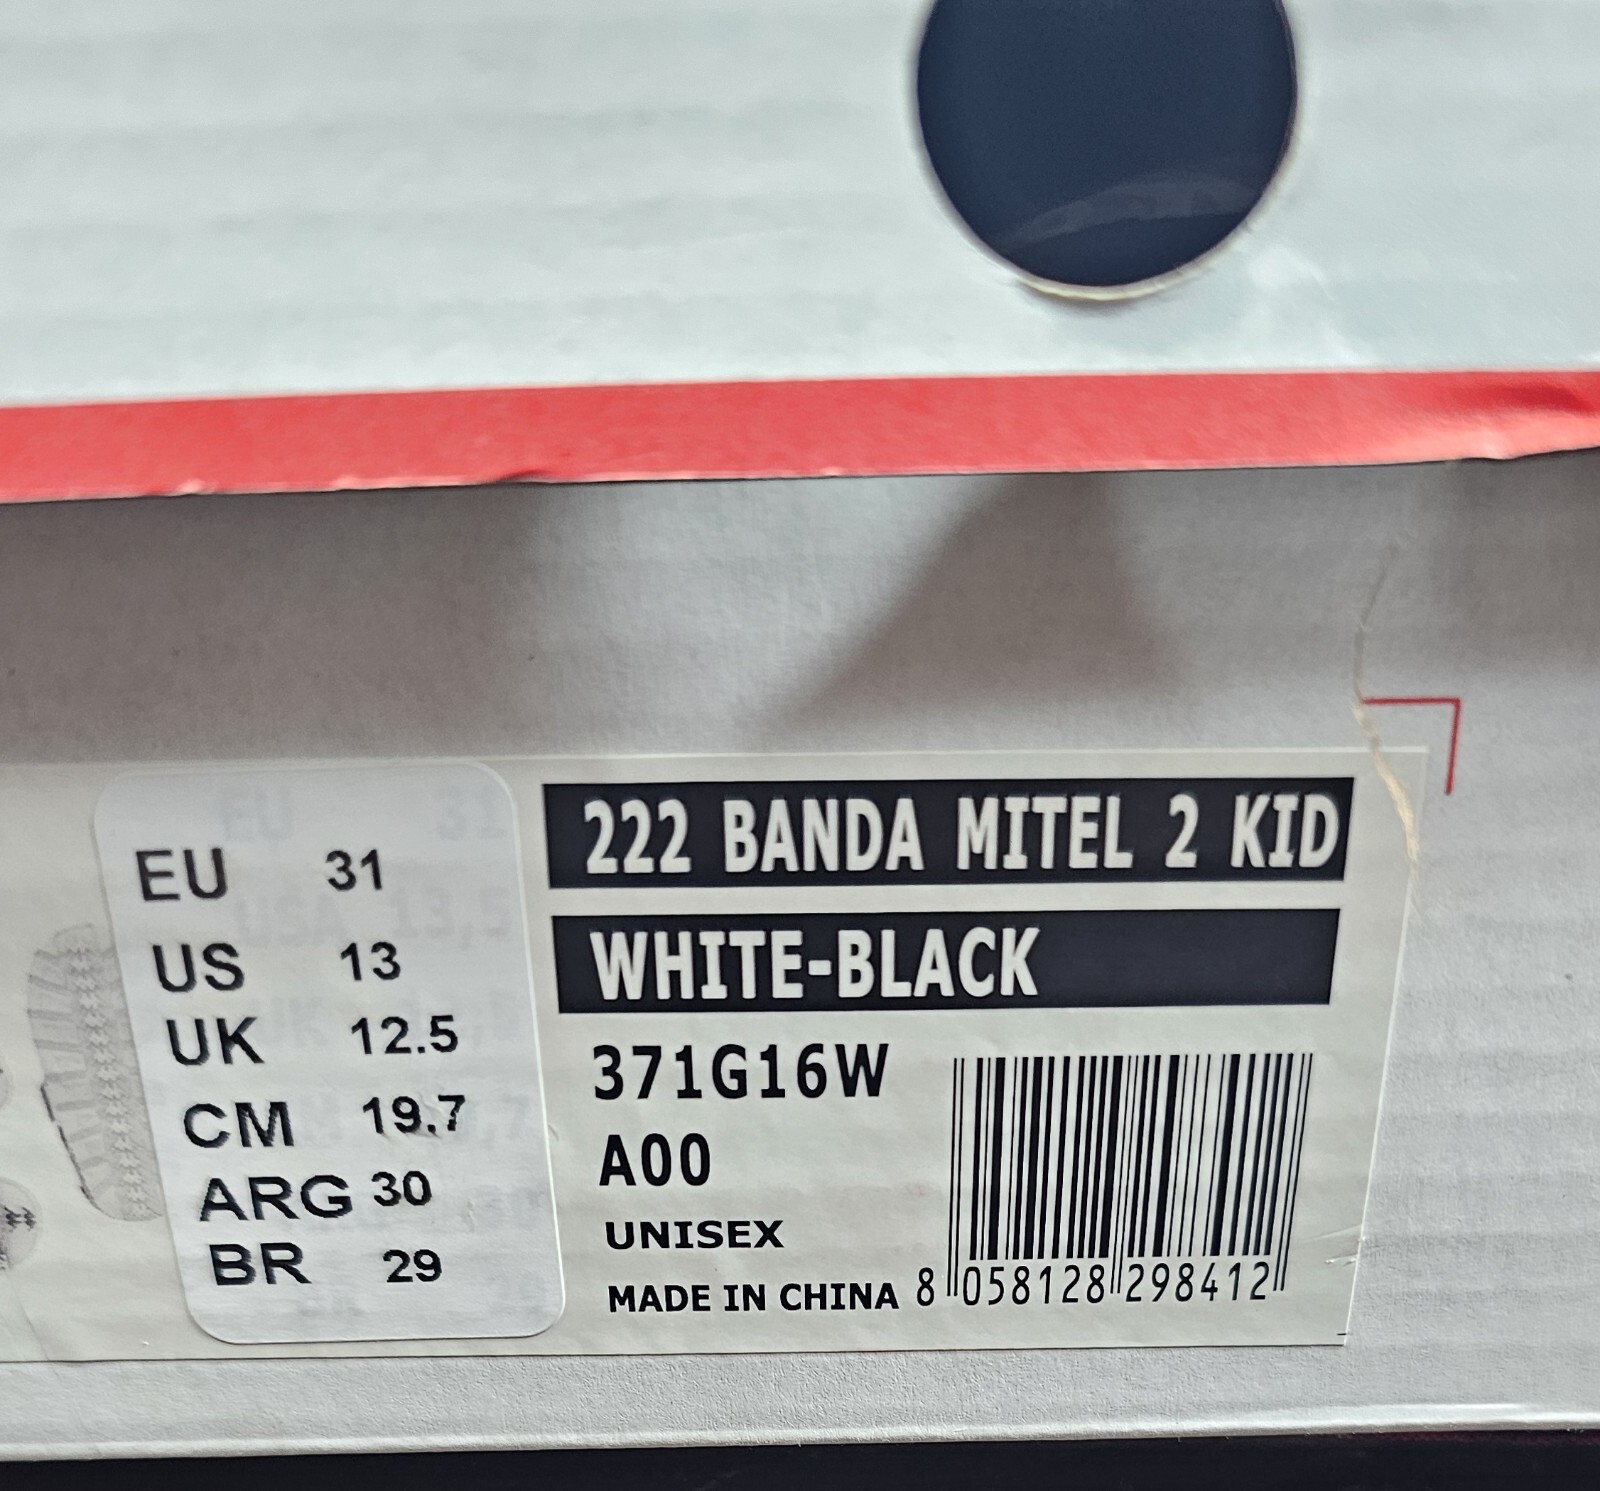 EU 31
US 13
UK 12.5
CM 19.7
ARG 30
BR 29
222 BANDA MITEL 2 KID
WHITE-BLACK
371G16W
A00
UNISEX
MADE IN CHINA
8 058128 298412